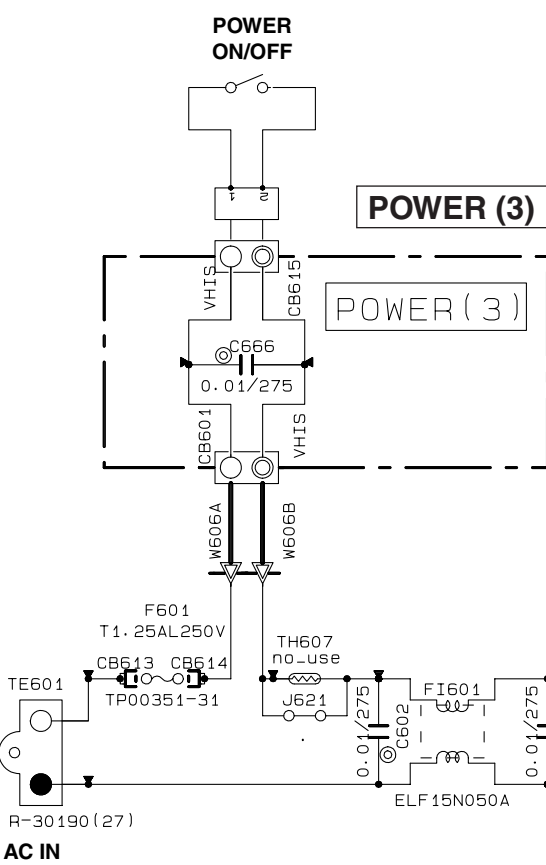 POWER
ON/OFF
1 2
POWER (3)
VHIS
CB615
POWER(3)
C666
0.01/275
CB601
VHIS
W606A
W606B
F601
T1.25AL250V
CB613 CB614
TP00351-31
TH607
no_use
J621
TE601
0.01/275
C602
FI601
0.01/275
ELF15N050A
R-30190(27)
AC IN